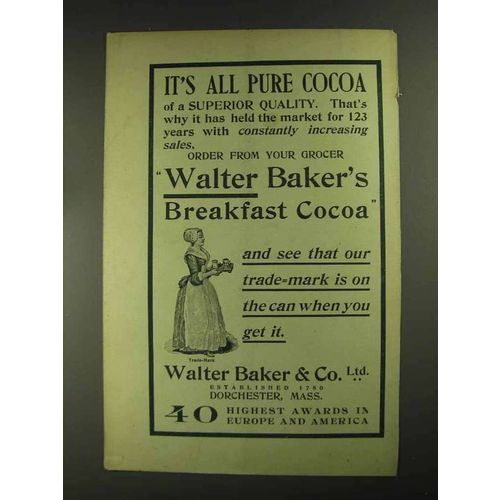 IT'S ALL PURE COCOA
of a SUPERIOR QUALITY. That's
why it has held the market for 123
years with constantly increasing
sales.
ORDER FROM YOUR GROCER
"Walter Baker's
Breakfast Cocoa"
and see that our
trade-mark is on
the can when you
get it.
Trade-Mark
Walter Baker & Co. Ltd.
ESTABLISHED 1780
DORCHESTER, MASS.
40 HIGHEST AWARDS IN
EUROPE AND AMERICA